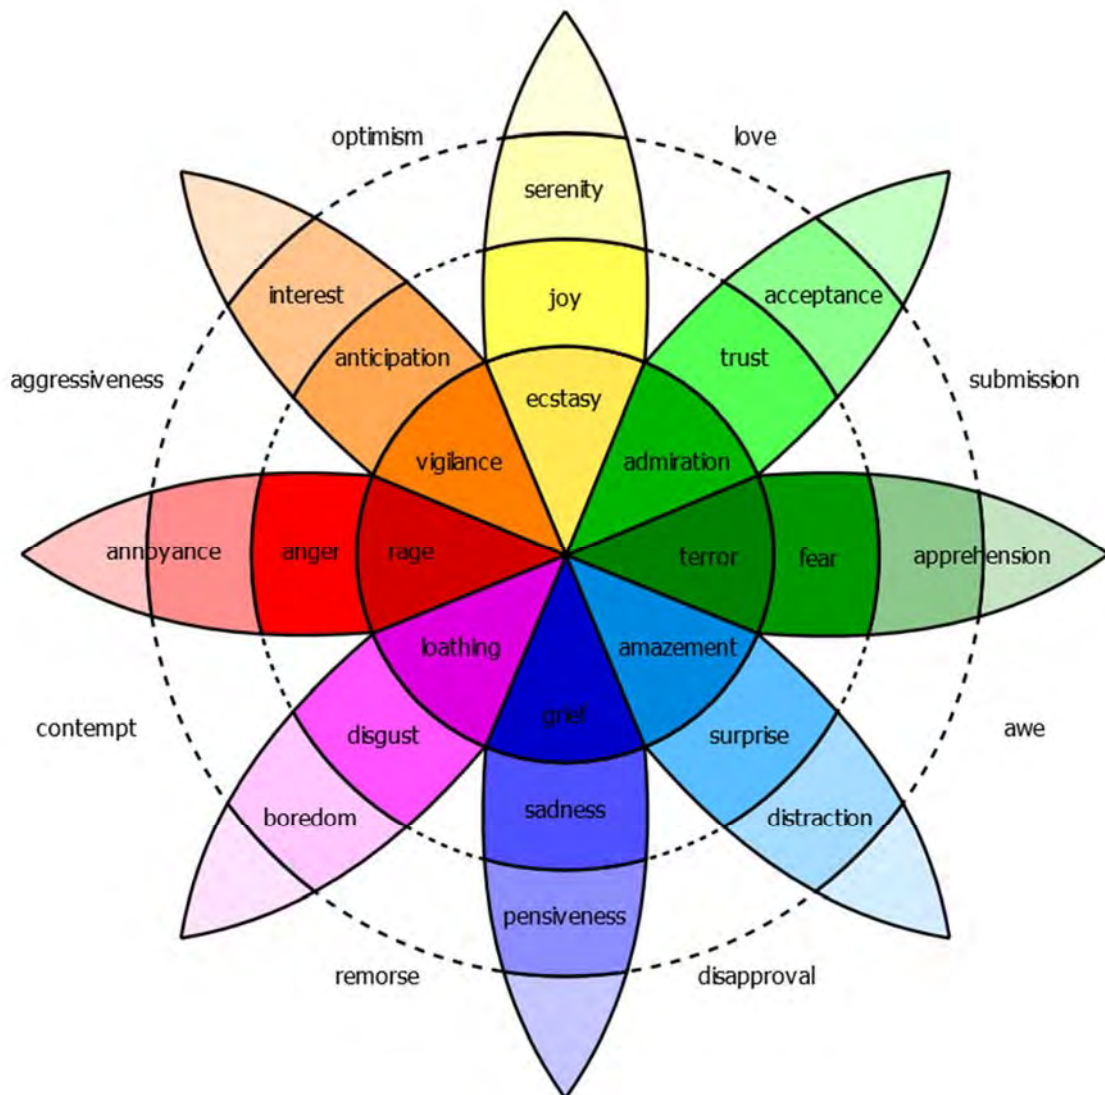 optimism
love
serenity
interest
joy
acceptance
anticipation
trust
aggressiveness
submission
ecstasy
vigilance
admiration
annoyance
anger
rage
terror
fear
apprehension
loathing
amazement
contempt
disgust
grief
surprise
awe
boredom
sadness
distraction
pensiveness
remorse
disapproval